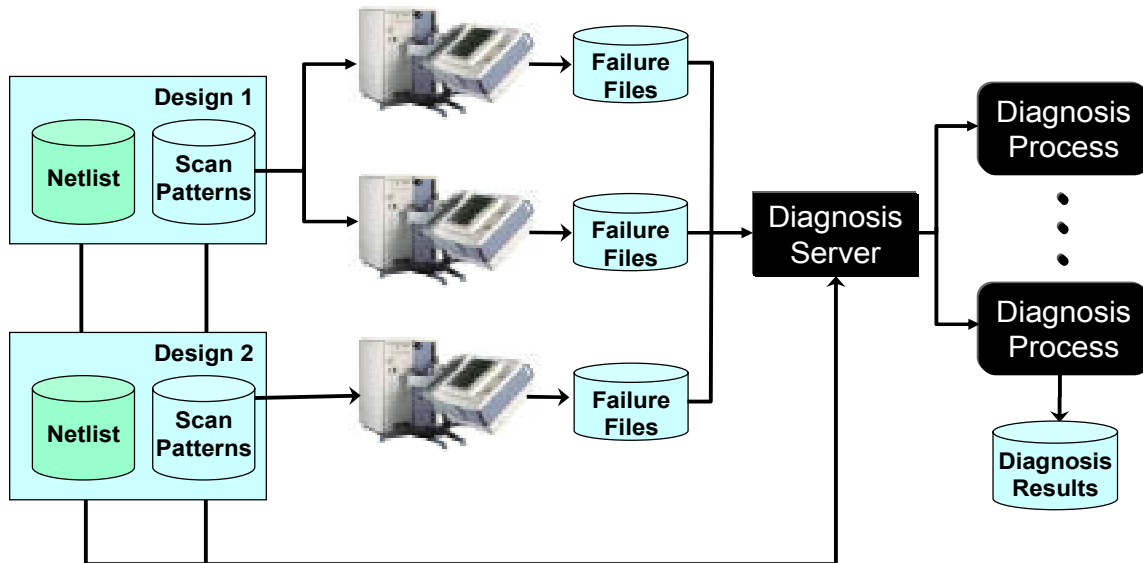 Design 1
Netlist
Scan
Patterns
Failure
Files
Failure
Files
Diagnosis
Server
Diagnosis
Process
Diagnosis
Process
Design 2
Netlist
Scan
Patterns
Failure
Files
Diagnosis
Results